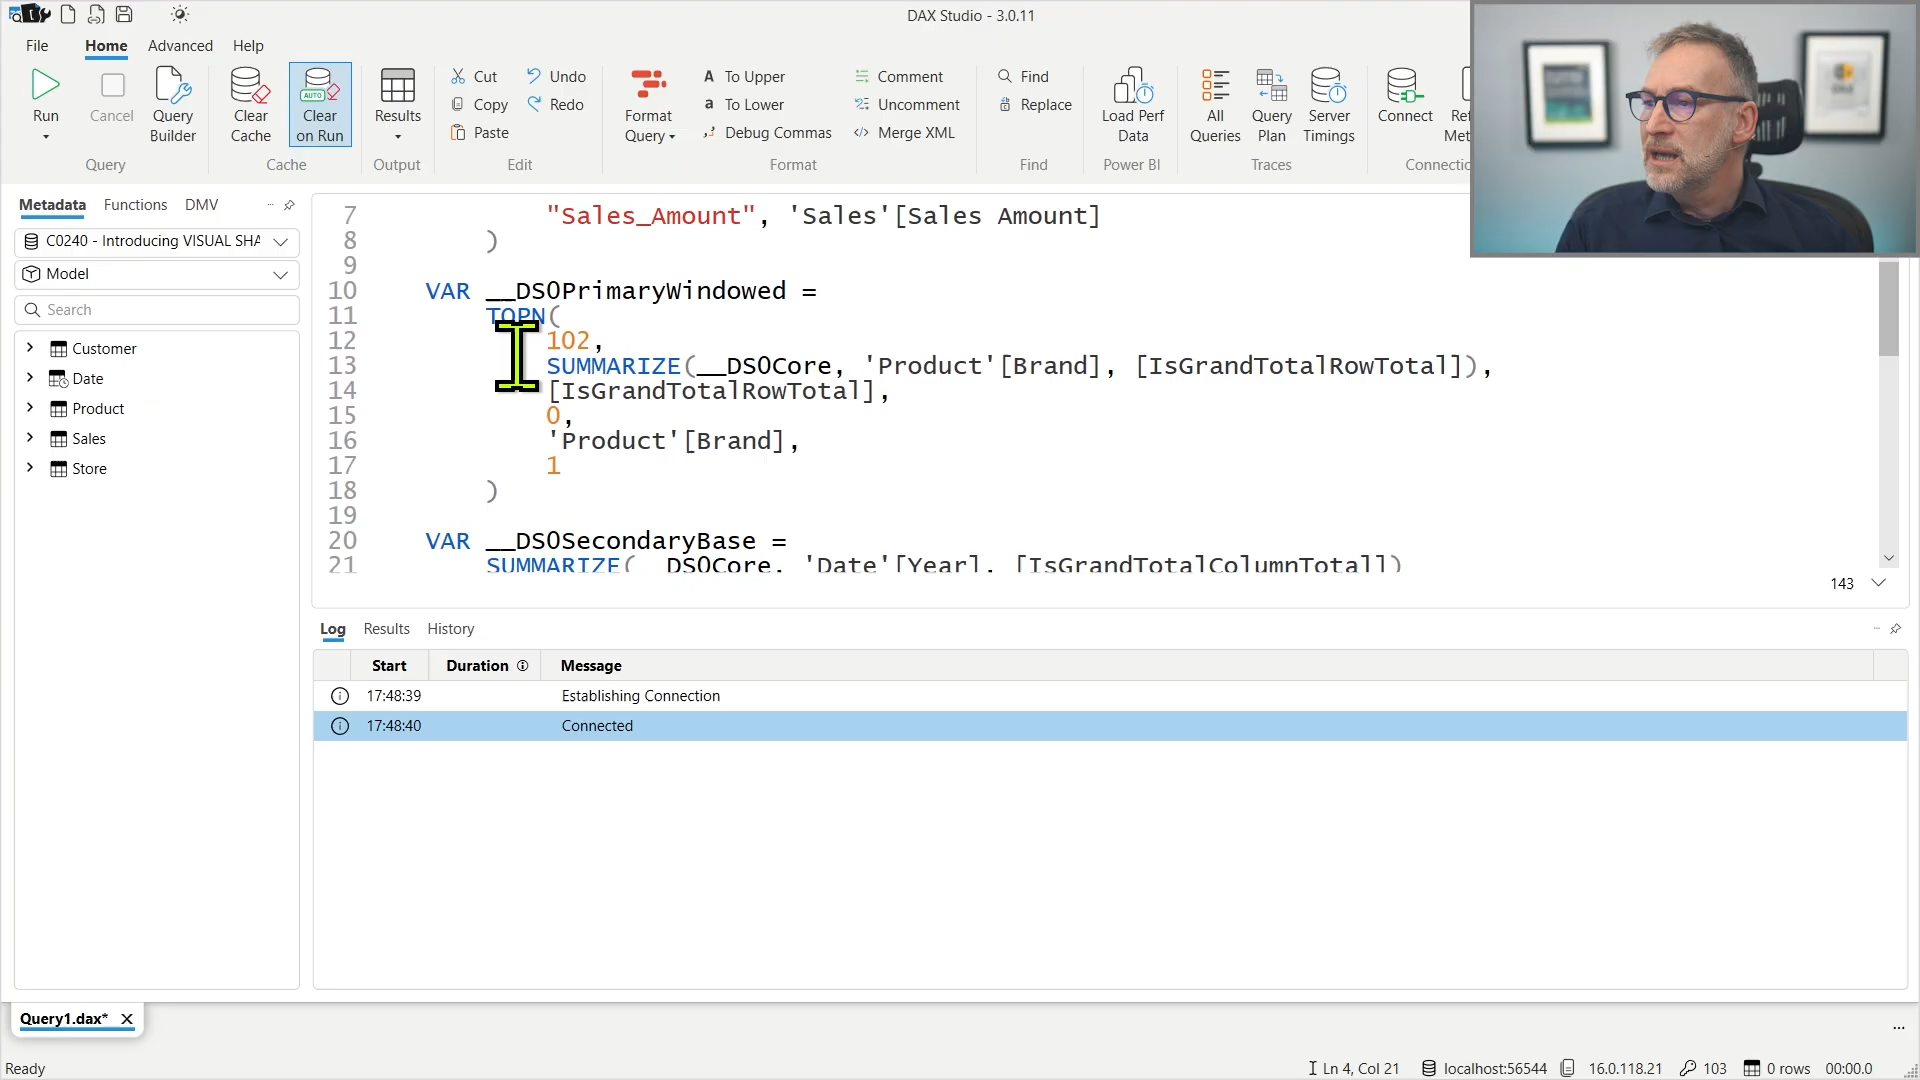 DAX Studio - 3.0.11
File Home Advanced Help
Run
Cancel
Query Builder
Clear Cache
AUTO
Clear on Run
Results
Cut Undo
Copy Redo
Paste
Format Query
A To Upper
a To Lower
Debug Commas
Comment
Uncomment
Merge XML
Find
Replace
Load Perf Data
All Queries
Query Plan
Server Timings
Connect
Query Cache Output Edit Format Find Power BI Traces
Metadata Functions DMV
C0240 - Introducing VISUAL SHA
Model
Search
Customer
Date
Product
Sales
Store
7 "Sales_Amount", 'Sales'[Sales Amount]
8 )
9
10 VAR __DS0PrimaryWindowed =
11 TOPN(
12 102,
13 SUMMARIZE(__DS0Core, 'Product'[Brand], [IsGrandTotalRowTotal]),
14 [IsGrandTotalRowTotal],
15 0,
16 'Product'[Brand],
17 1
18 )
19
20 VAR __DS0SecondaryBase =
21 SUMMARIZE(__DS0Core, 'Date'[Year], [IsGrandTotalColumnTotal])
143
Log Results History
Start Duration Message
17:48:39 Establishing Connection
17:48:40 Connected
Query1.dax*
Ready Ln 4, Col 21 localhost:56544 16.0.118.21 103 0 rows 00:00.0